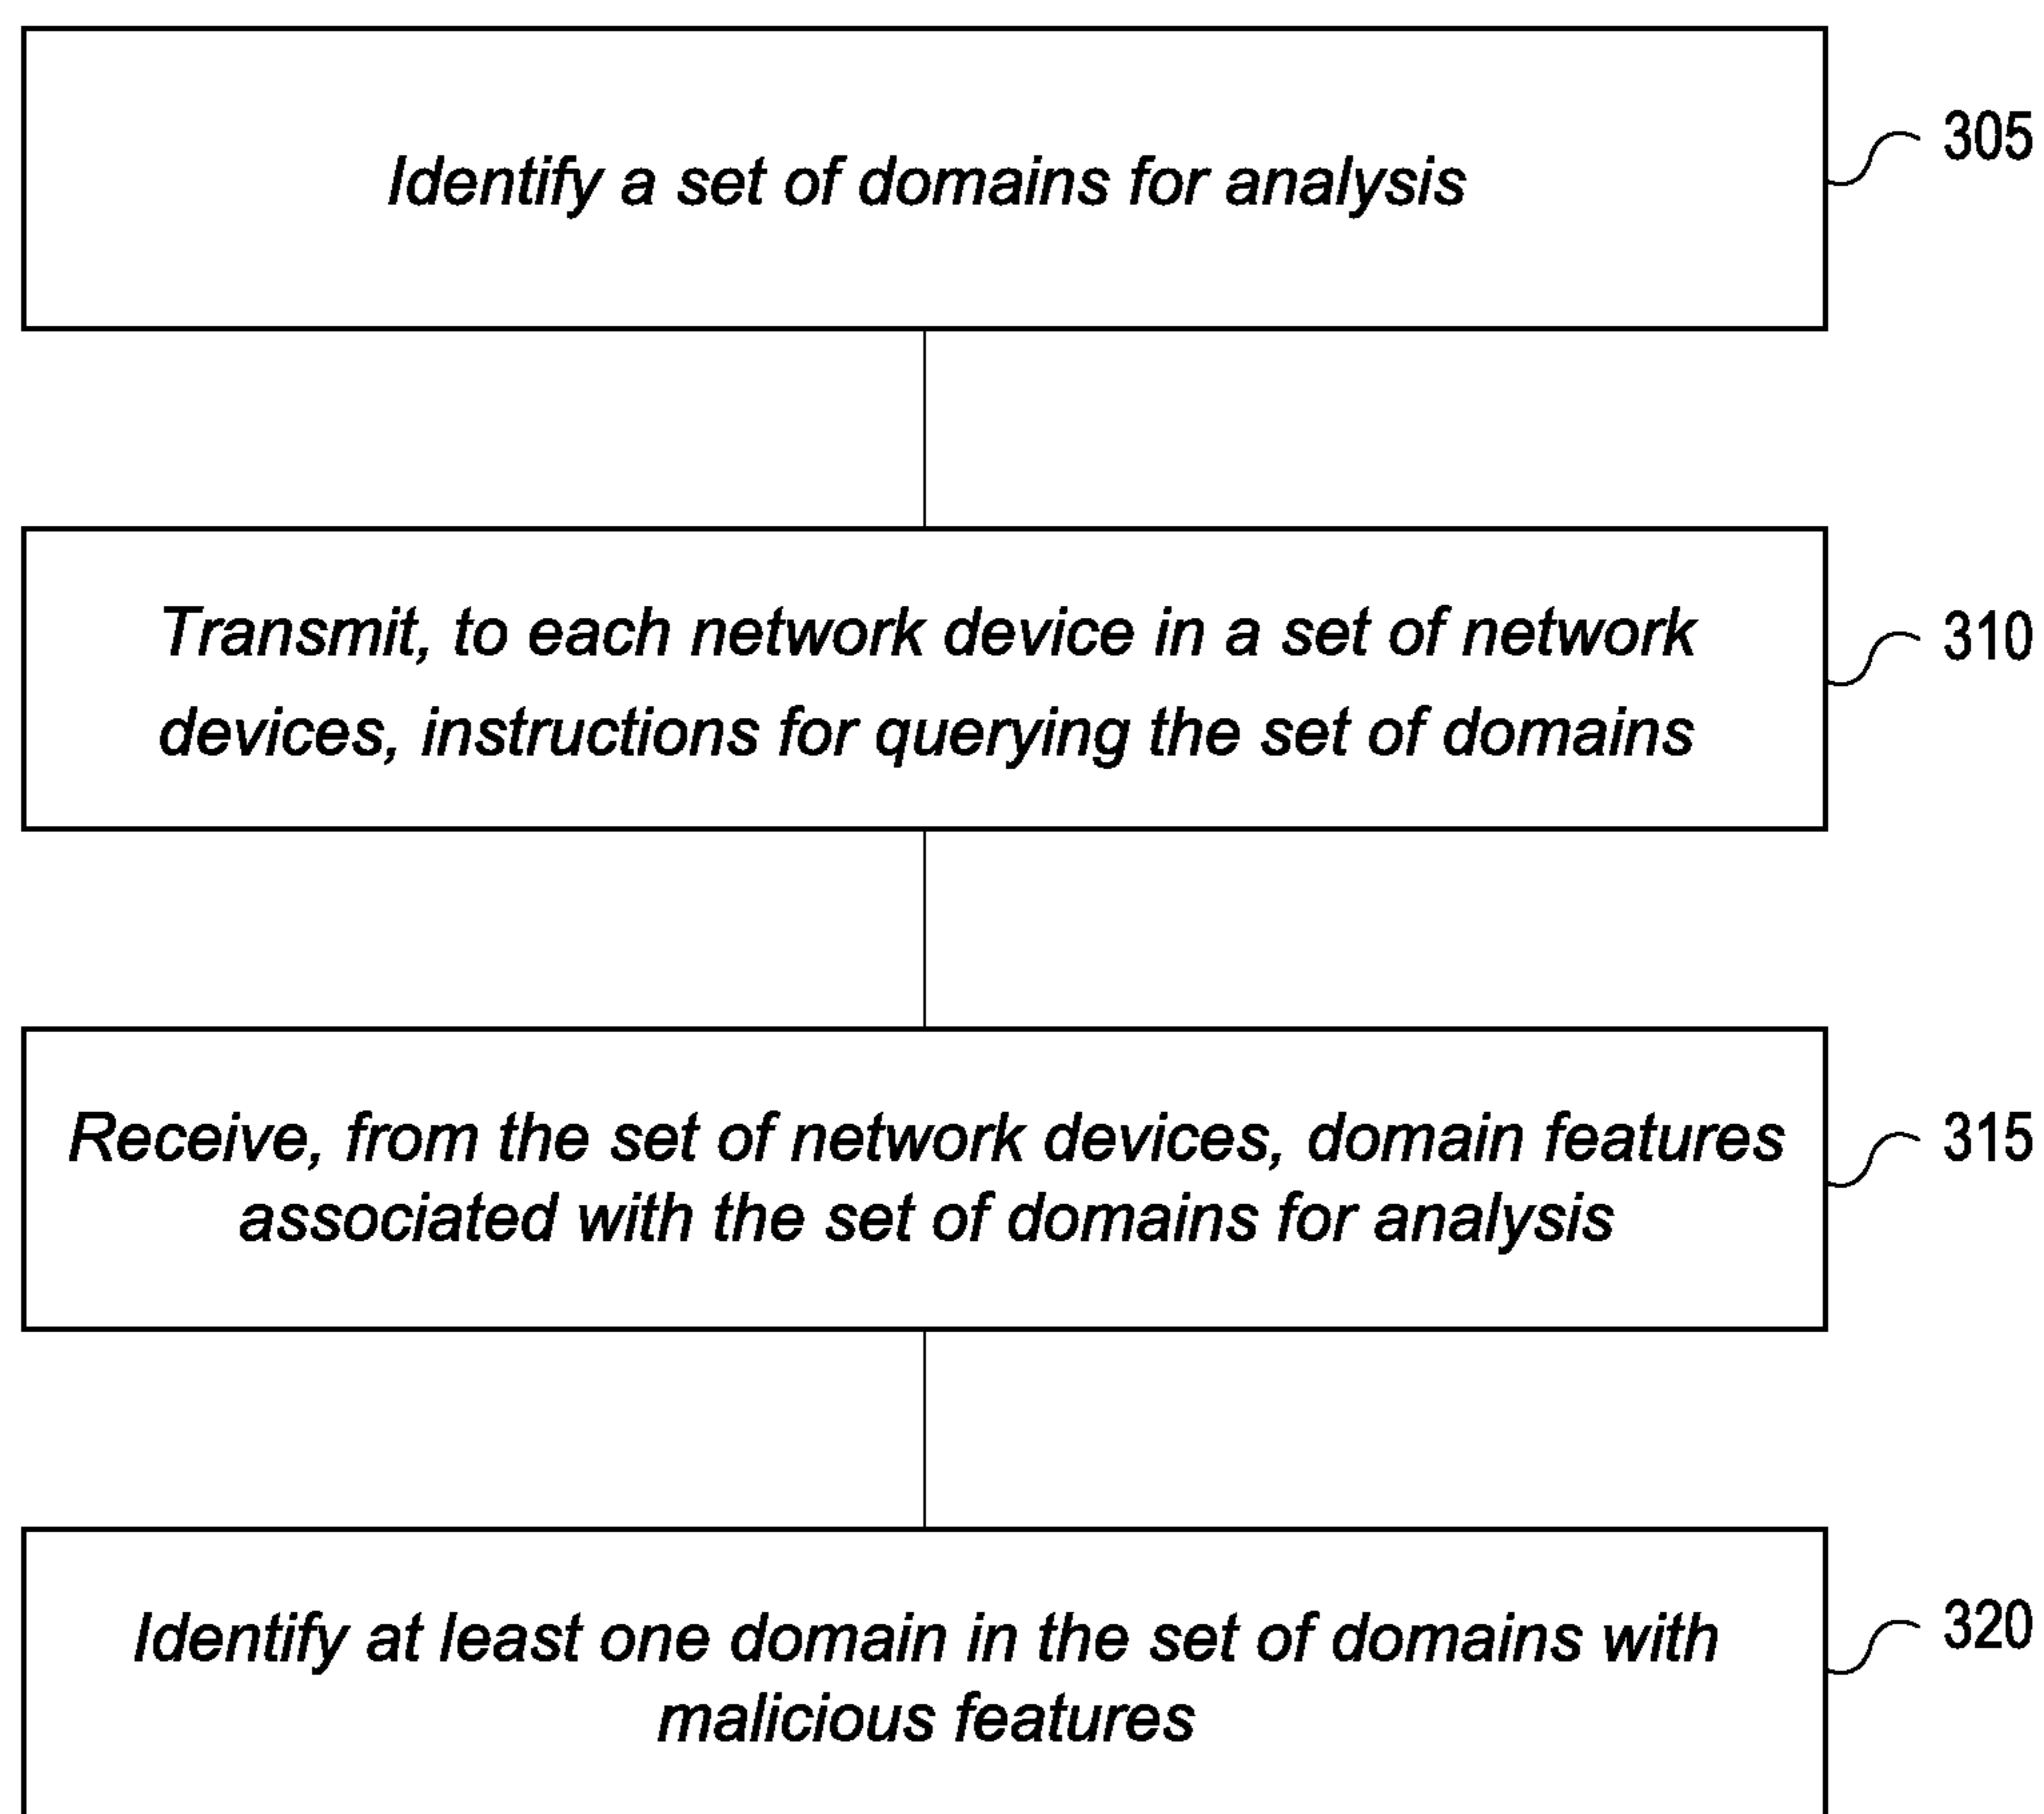 Identify a set of domains for analysis
305
Transmit, to each network device in a set of network
devices, instructions for querying the set of domains
310
Receive, from the set of network devices, domain features
associated with the set of domains for analysis
315
Identify at least one domain in the set of domains with
malicious features
320